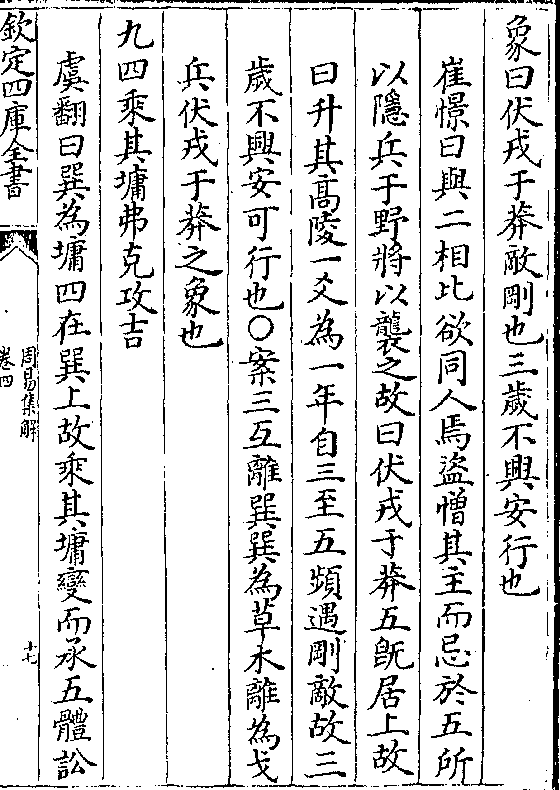 象曰伏戎于莽敵剛也三歲不興安行也
崔憬曰與二相比欲同人焉盜憎其主而忌於五所
以隱兵于野將以襲之故曰伏戎于莽五既居上故
曰升其髙陵一爻為一年自三至五頻遇剛敵故三
歲不興安可行也〇案三互離巽巽為草木離為戈
兵伏戎于莽之象也
九四乘其墉弗克攻吉
虞翻曰巽為墉四在巽上故乘其墉變而承五體訟
欽定四庫全書
周易集解
卷四
十七